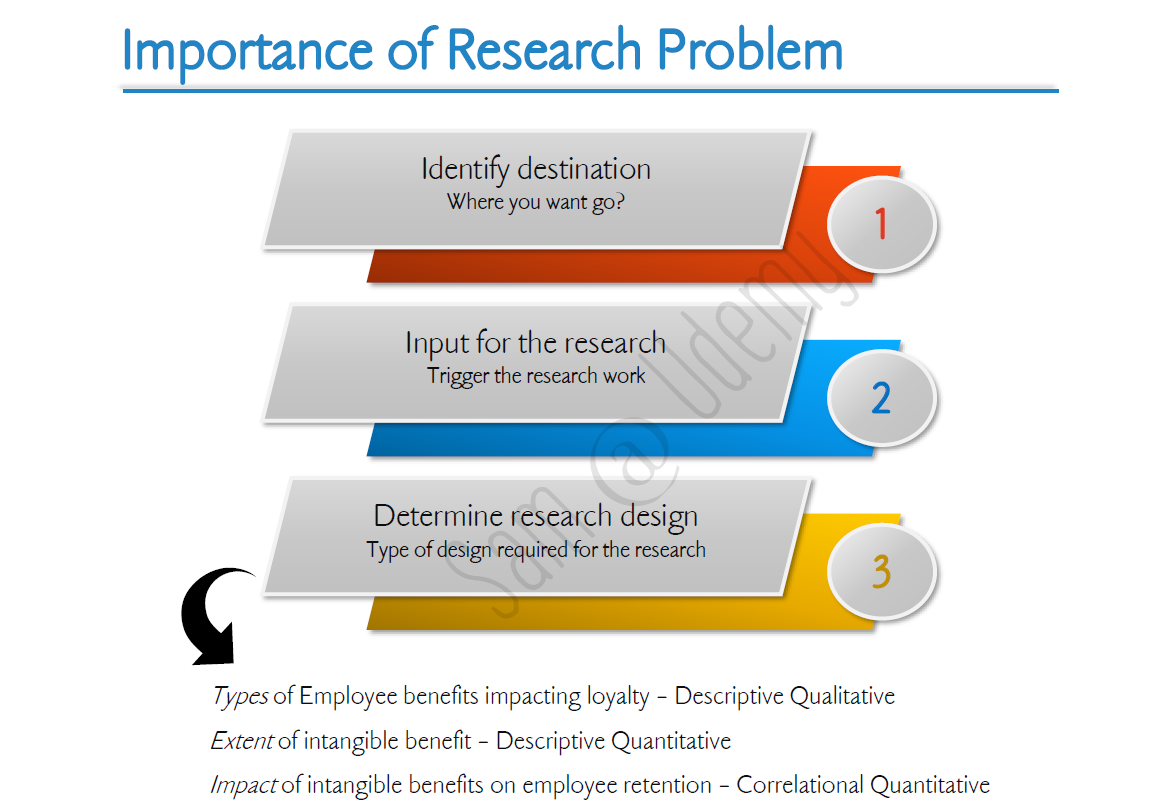 Importance of Research Problem
Identify destination
Where you want go?
1
Input for the research
Trigger the research work
2
Determine research design
Type of design required for the research
3
Sam @ Udemy
Types of Employee benefits impacting loyalty – Descriptive Qualitative
Extent of intangible benefit – Descriptive Quantitative
Impact of intangible benefits on employee retention – Correlational Quantitative